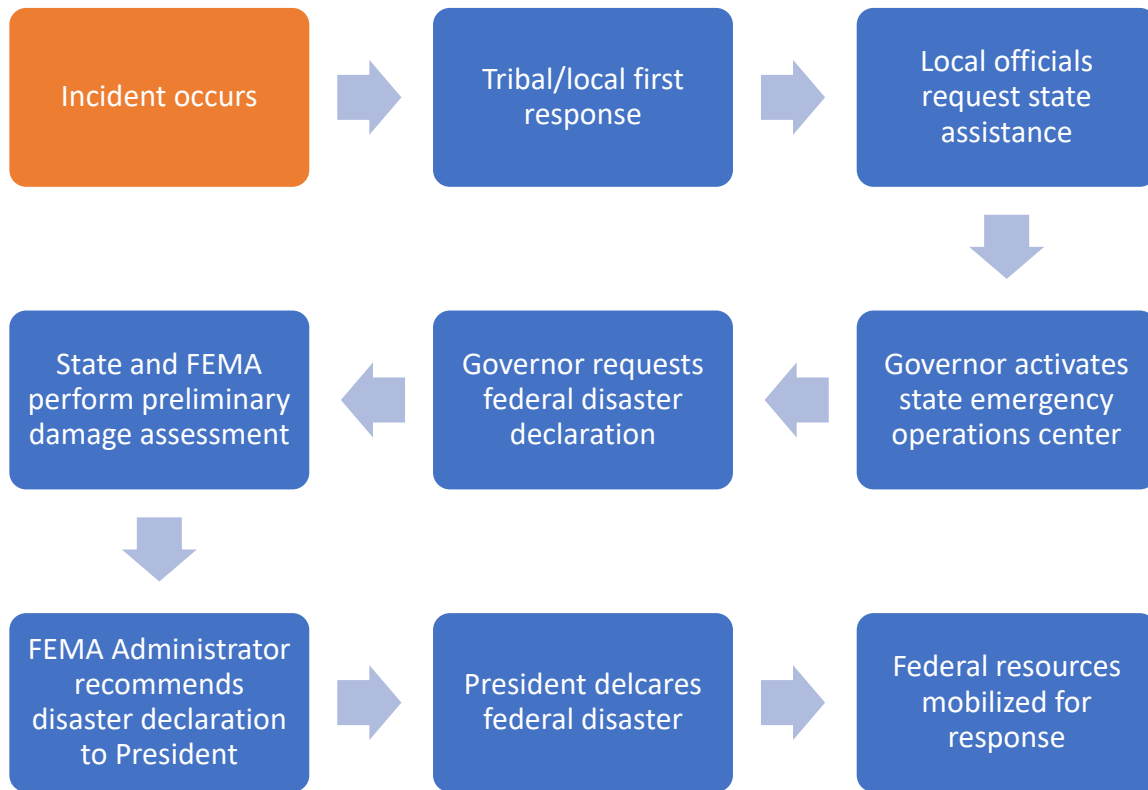 Incident occurs
Tribal/local first
response
Local officials
request state
assistance
Governor activates
state emergency
operations center
Governor requests
federal disaster
declaration
State and FEMA
perform preliminary
damage assessment
FEMA Administrator
recommends
disaster declaration
to President
President delcares
federal disaster
Federal resources
mobilized for
response